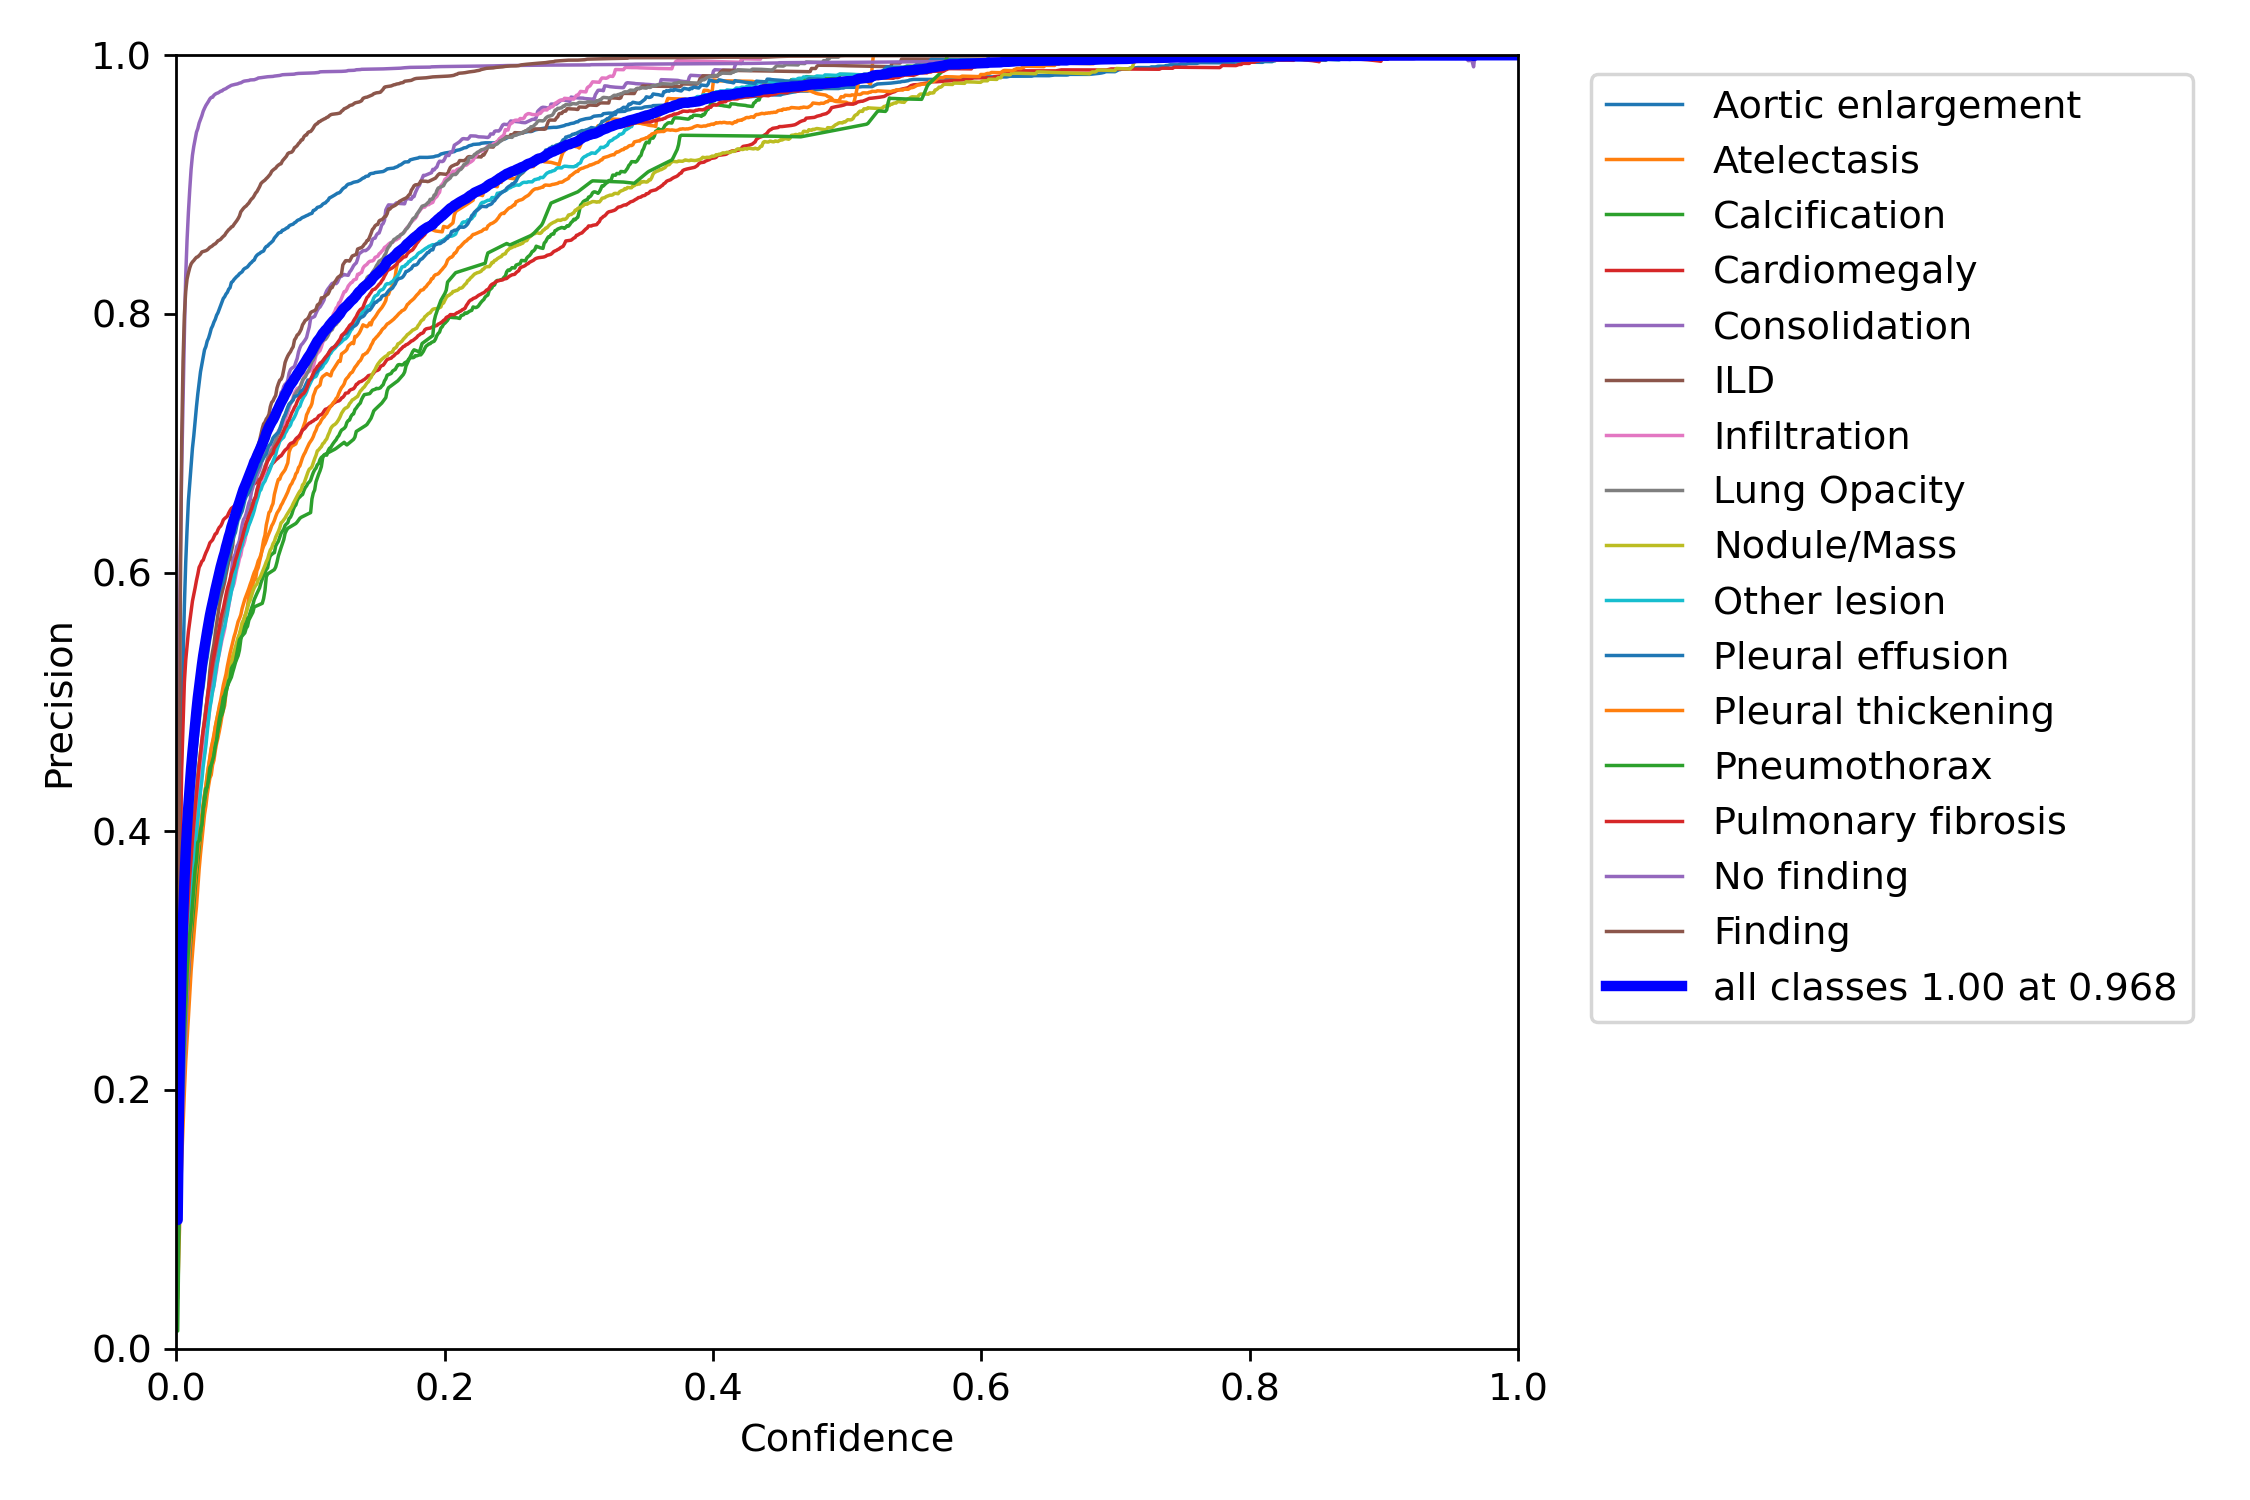 1.0
0.8
0.6
0.4
0.2
0.0
Precision
0.0 0.2 0.4 0.6 0.8 1.0
Confidence
Aortic enlargement
Atelectasis
Calcification
Cardiomegaly
Consolidation
ILD
Infiltration
Lung Opacity
Nodule/Mass
Other lesion
Pleural effusion
Pleural thickening
Pneumothorax
Pulmonary fibrosis
No finding
Finding
all classes 1.00 at 0.968